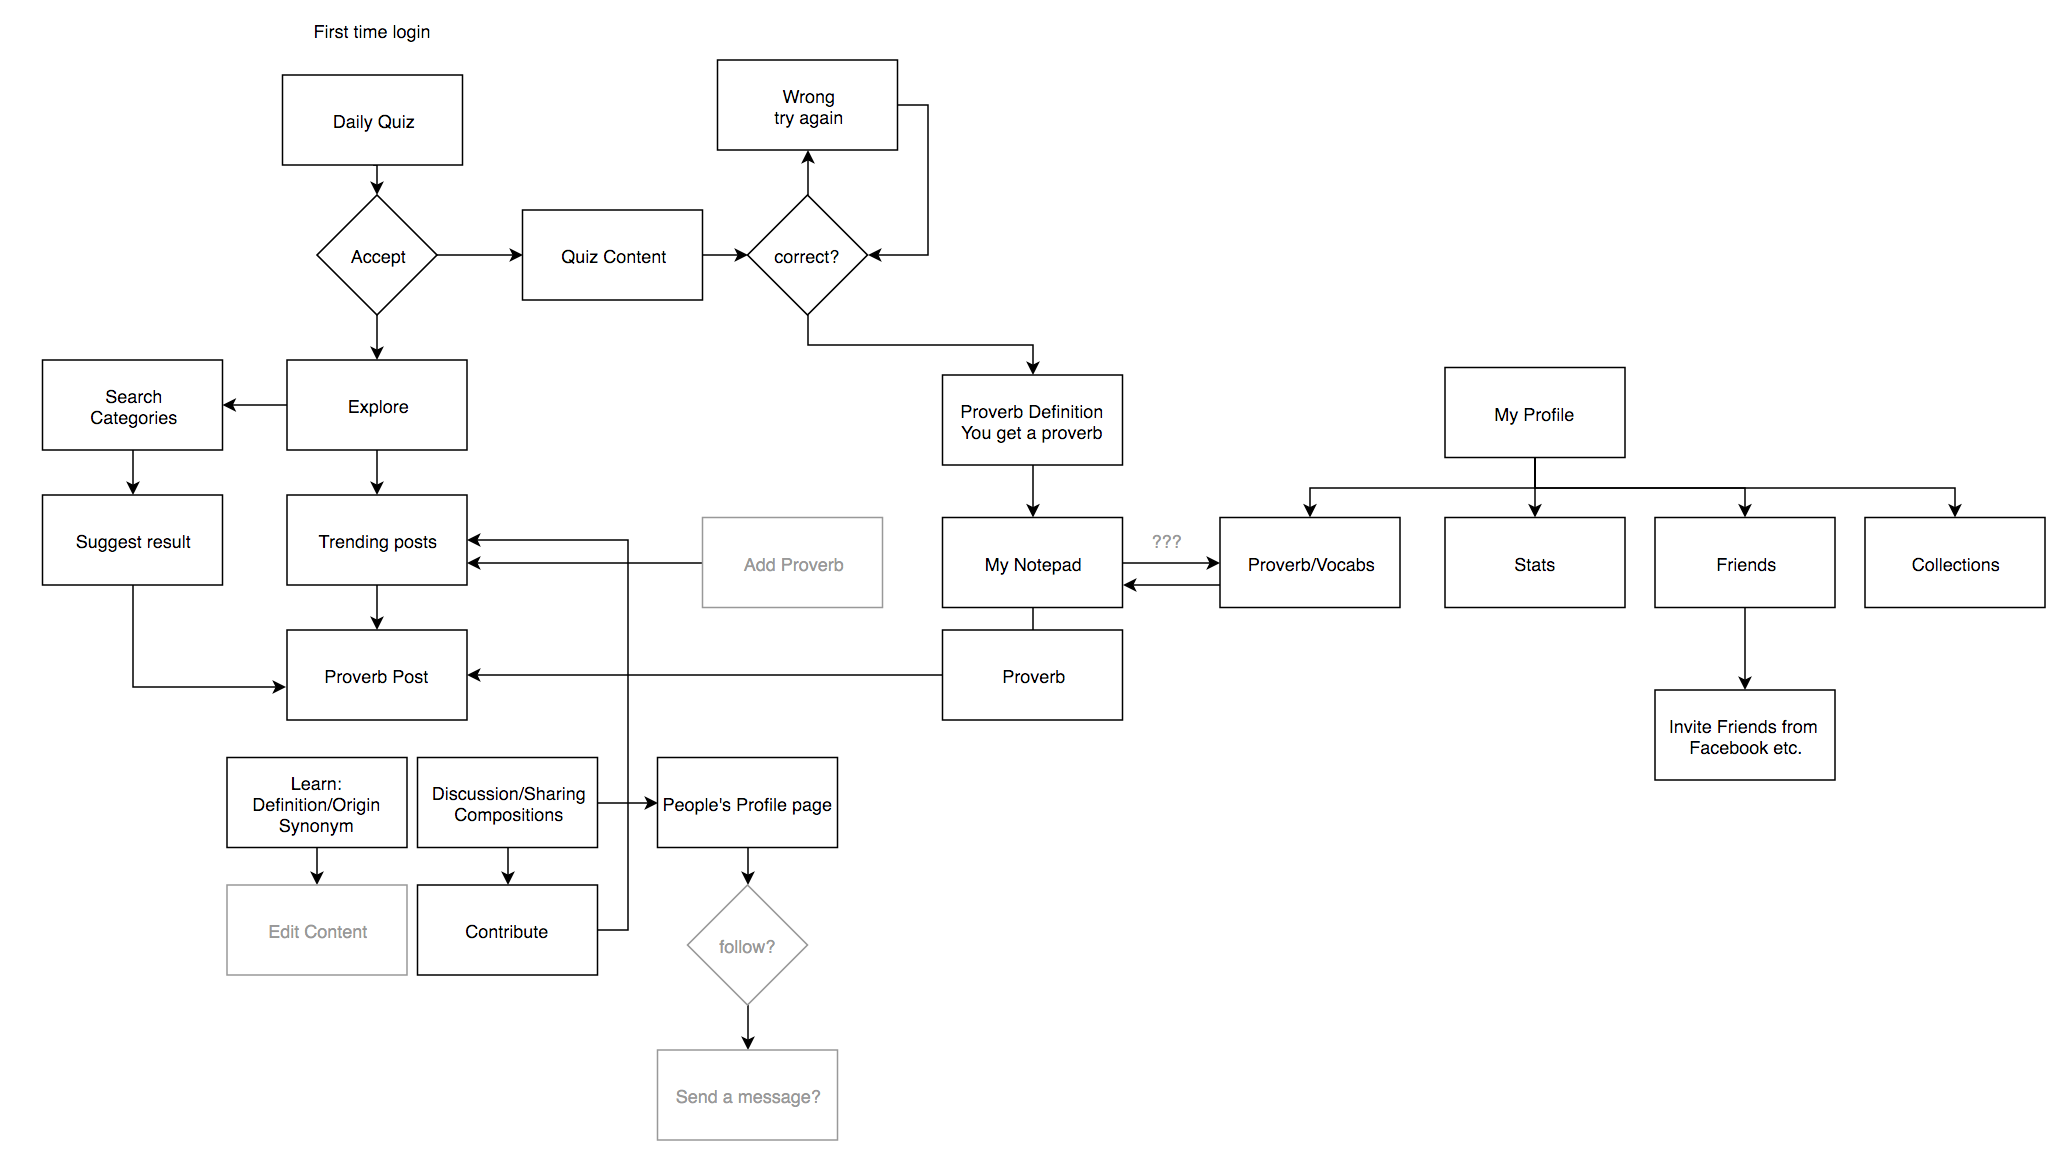 First time login
Daily Quiz
Wrong
try again
Accept
Quiz Content
correct?
Search
Categories
Explore
Proverb Definition
You get a proverb
My Profile
Suggest result
Trending posts
Add Proverb
My Notepad
???
Proverb/Vocabs
Stats
Friends
Collections
Proverb Post
Proverb
Invite Friends from
Facebook etc.
Learn:
Definition/Origin
Synonym
Discussion/Sharing
Compositions
People's Profile page
Edit Content
Contribute
follow?
Send a message?